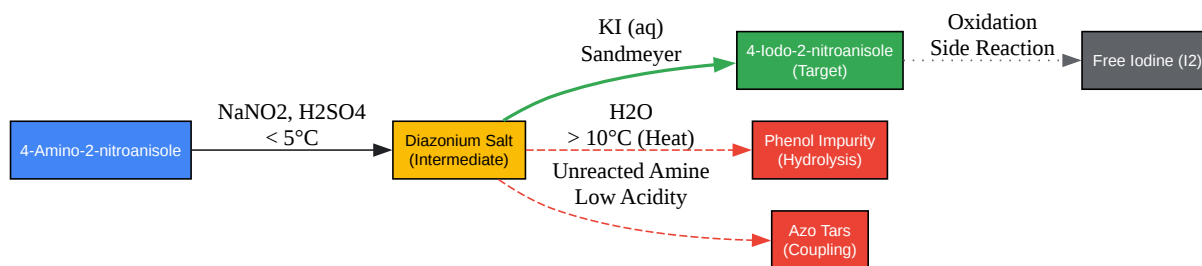 4-Amino-2-nitroanisole
NaNO2, H2SO4
< 5°C
Diazonium Salt
(Intermediate)
KI (aq)
Sandmeyer
4-Iodo-2-nitroanisole
(Target)
Oxidation
Side Reaction
Free Iodine (I2)
H2O
> 10°C (Heat)
Phenol Impurity
(Hydrolysis)
Unreacted Amine
Low Acidity
Azo Tars
(Coupling)